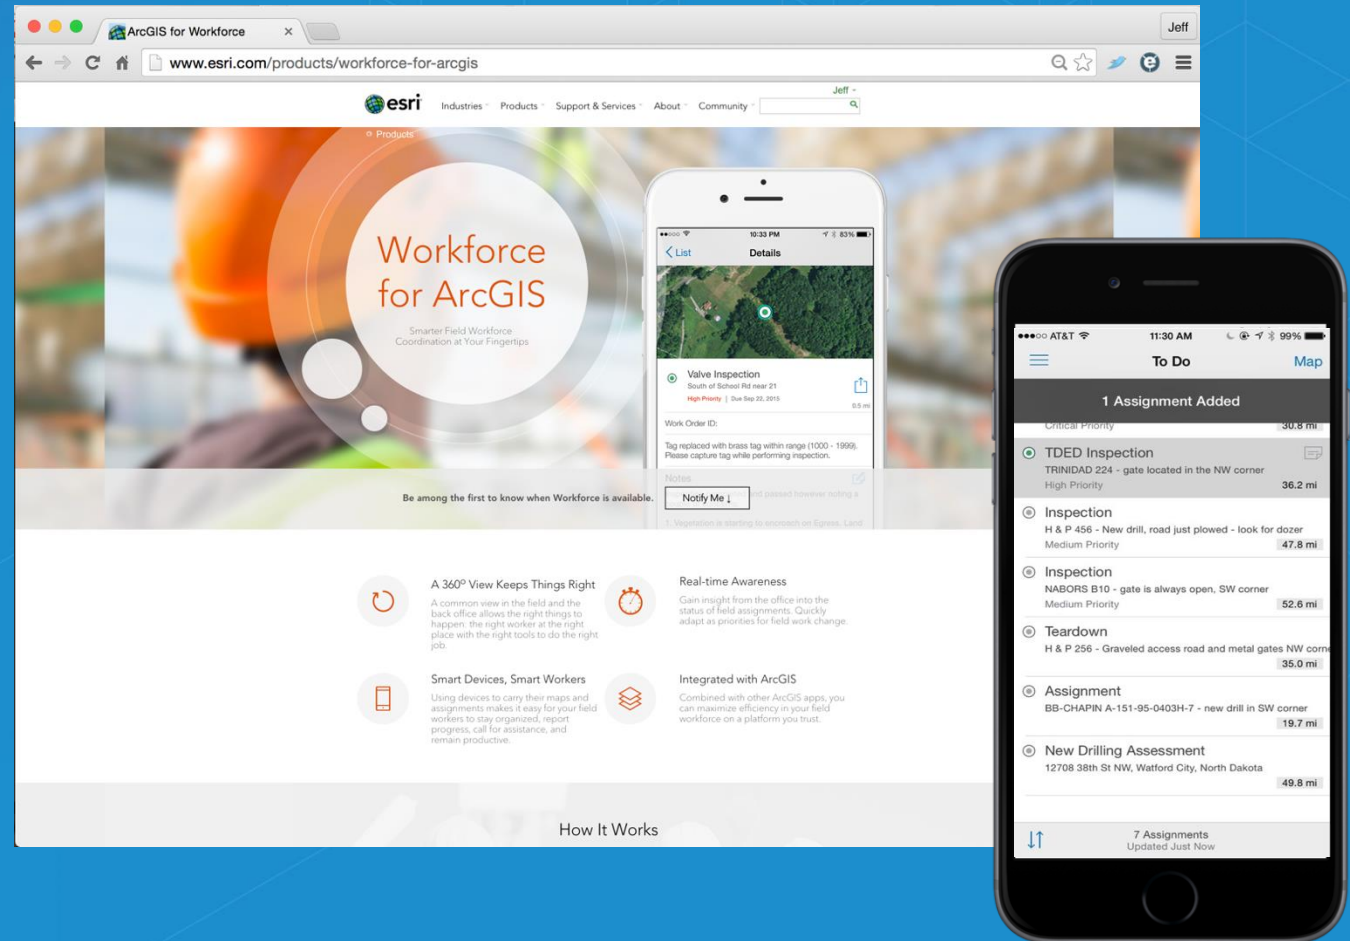 ArcGIS for Workforce
Jeff
www.esri.com/products/workforce-for-arcgis
Jeff
esri
Industries Products Support & Services About Community
Products
Workforce
for ArcGIS
Smarter Field Workforce
Coordination at Your Fingertips
10:33 PM 83%
List Details
Valve Inspection
South of School Rd near 21
High Priority | Due Sep 22, 2015
0.5 mi
Work Order ID:
Tag replaced with brass tag within range (1000 - 1999).
Please capture tag while performing inspection.
Notes
and passed however noting a
1. Vegetation is starting to encroach on Egress, Land
Be among the first to know when Workforce is available.
Notify Me ↓
A 360º View Keeps Things Right
A common view in the field and the
back office allows the right things to
happen: the right worker at the right
place with the right tools to do the right
job.
Real-time Awareness
Gain insight from the office into the
status of field assignments. Quickly
adapt as priorities for field work change.
Smart Devices, Smart Workers
Using devices to carry their maps and
assignments makes it easy for your field
workers to stay organized, report
progress, call for assistance, and
remain productive.
Integrated with ArcGIS
Combined with other ArcGIS apps, you
can maximize efficiency in your field
workforce on a platform you trust.
How It Works
AT&T 11:30 AM 99%
To Do Map
1 Assignment Added
Critical Priority 30.8 mi
TDED Inspection
TRINIDAD 224 - gate located in the NW corner
High Priority 36.2 mi
Inspection
H & P 456 - New drill, road just plowed - look for dozer
Medium Priority 47.8 mi
Inspection
NABORS B10 - gate is always open, SW corner
Medium Priority 52.6 mi
Teardown
H & P 256 - Graveled access road and metal gates NW corne
35.0 mi
Assignment
BB-CHAPIN A-151-95-0403H-7 - new drill in SW corner
19.7 mi
New Drilling Assessment
12708 38th St NW, Watford City, North Dakota
49.8 mi
7 Assignments
Updated Just Now